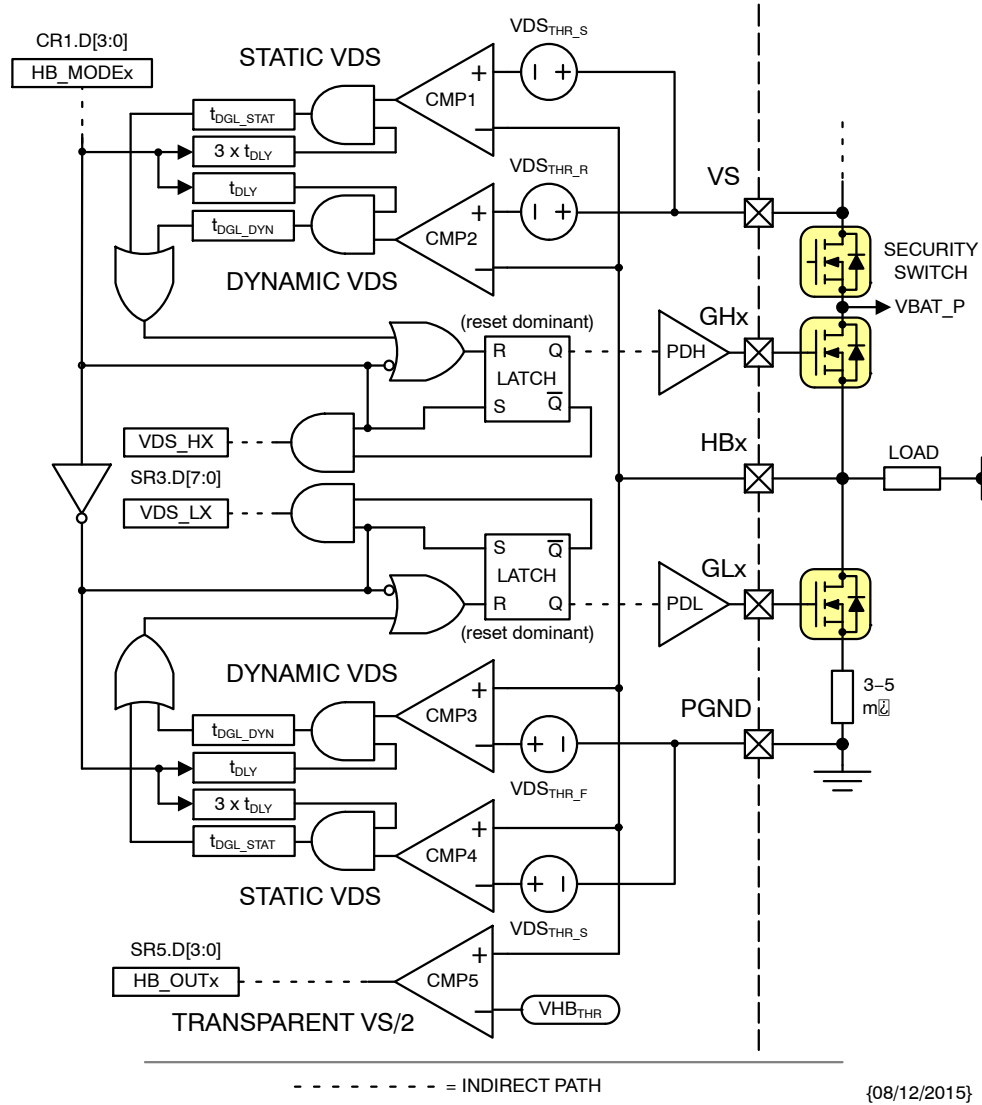 CR1.D[3:0]
HB_MODEx
STATIC VDS
VDSTHR_S
+
−
CMP1
− +
tDGL_STAT
3 x tDLY
tDLY
tDGL_DYN
VDSTHR_R
+
−
CMP2
− +
DYNAMIC VDS
VS
SECURITY
SWITCH
VBAT_P
(reset dominant)
R Q
LATCH
S Q̅
PDH
GHx
VDS_HX
SR3.D[7:0]
VDS_LX
HBx
LOAD
S Q̅
LATCH
R Q
(reset dominant)
PDL
GLx
DYNAMIC VDS
+
−
CMP3
+ −
VDSTHR_F
tDGL_DYN
tDLY
3 x tDLY
tDGL_STAT
PGND
3−5
m
+
−
CMP4
+ −
VDSTHR_S
STATIC VDS
SR5.D[3:0]
HB_OUTx
+
−
CMP5
VHBTHR
TRANSPARENT VS/2
= INDIRECT PATH
{08/12/2015}